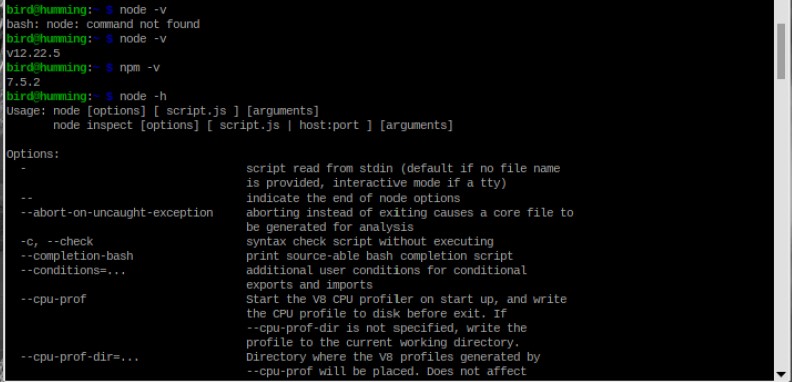 bird@humming:~ $ node -v
bash: node: command not found
bird@humming:~ $ node -v
v12.22.5
bird@humming:~ $ npm -v
7.5.2
bird@humming:~ $ node -h
Usage: node [options] [ script.js ] [arguments]
node inspect [options] [ script.js | host:port ] [arguments]
Options:
- script read from stdin (default if no file name
is provided, interactive mode if a tty)
-- indicate the end of node options
--abort-on-uncaught-exception aborting instead of exiting causes a core file to
be generated for analysis
-c, --check syntax check script without executing
--completion-bash print source-able bash completion script
--conditions=... additional user conditions for conditional
exports and imports
--cpu-prof Start the V8 CPU profiler on start up, and write
the CPU profile to disk before exit. If
--cpu-prof-dir is not specified, write the
profile to the current working directory.
--cpu-prof-dir=... Directory where the V8 profiles generated by
--cpu-prof will be placed. Does not affect